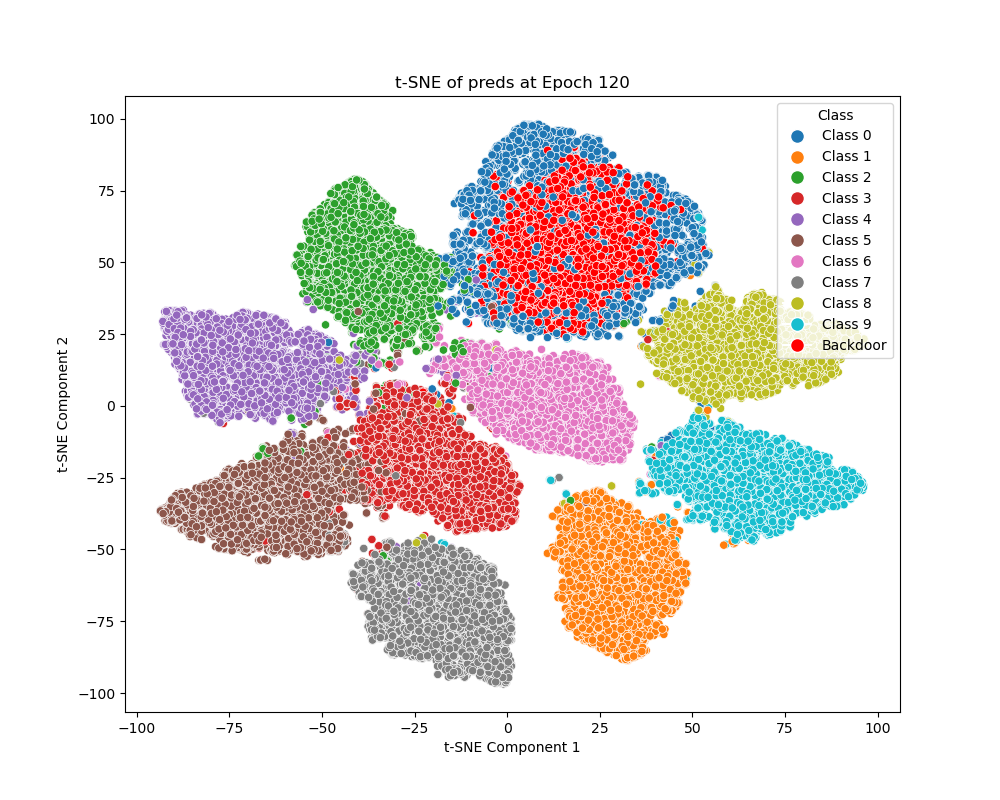 t-SNE of preds at Epoch 120
Class
Class 0
Class 1
Class 2
Class 3
Class 4
Class 5
Class 6
Class 7
Class 8
Class 9
Backdoor
t-SNE Component 2
100
75
50
25
0
−25
−50
−75
−100
−100
−75
−50
−25
0
25
50
75
100
t-SNE Component 1